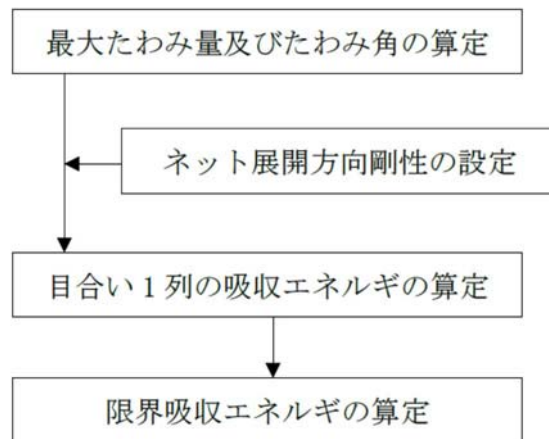 最大たわみ量及びたわみ角の算定
ネット展開方向剛性の設定
目合い1列の吸収エネルギの算定
限界吸収エネルギの算定